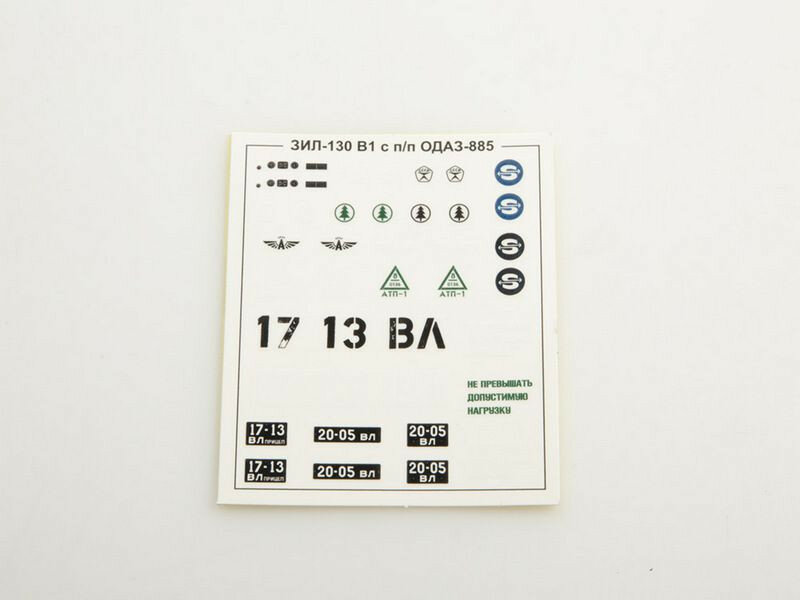 ЗИЛ-130 В1 с п/п ОДАЗ-885
А А
АТП-1 АТП-1
17 13 ВЛ
НЕ ПРЕВЫШАТЬ
ДОПУСТИМУЮ
НАГРУЗКУ
17-13
ВЛ ПРИЦЕП
20-05 ВЛ
20-05
ВЛ
17-13
ВЛ ПРИЦЕП
20-05 ВЛ
20-05
ВЛ